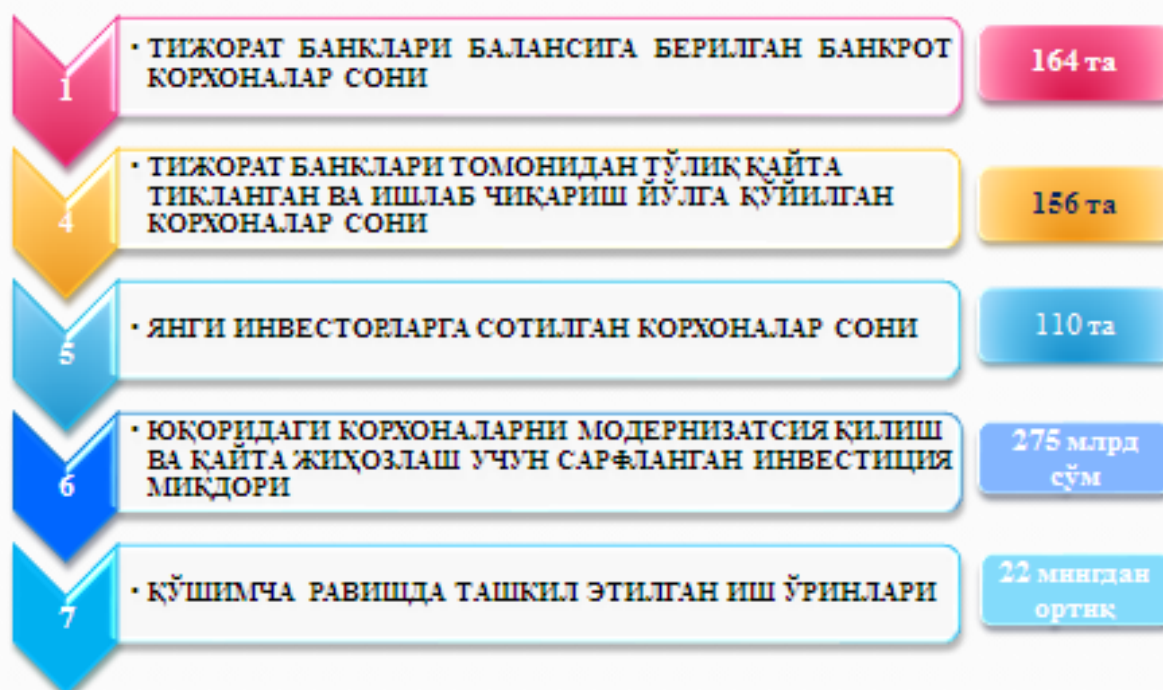 1
• ТИЖОРАТ БАНКЛАРИ БАЛАНСИГА БЕРИЛГАН БАНКРОТ
КОРХОНАЛАР СОНИ
164 та
4
• ТИЖОРАТ БАНКЛАРИ ТОМОНИДАН ТЎЛИҚ ҚАЙТА
ТИКЛАНГАН ВА ИШЛАБ ЧИҚАРИШ ЙЎЛГА ҚЎЙИЛГАН
КОРХОНАЛАР СОНИ
156 та
5
• ЯНГИ ИНВЕСТОРЛАРГА СОТИЛГАН КОРХОНАЛАР СОНИ
110 та
6
• ЮҚОРИДАГИ КОРХОНАЛАРНИ МОДЕРНИЗАТСИЯ ҚИЛИШ
ВА ҚАЙТА ЖИҲОЗЛАШ УЧУН САРФЛАНГАН ИНВЕСТИЦИЯ
МИҚДОРИ
275 млрд
сўм
7
• ҚЎШИМЧА РАВИШДА ТАШКИЛ ЭТИЛГАН ИШ ЎРИНЛАРИ
22 мингдан
ортиқ